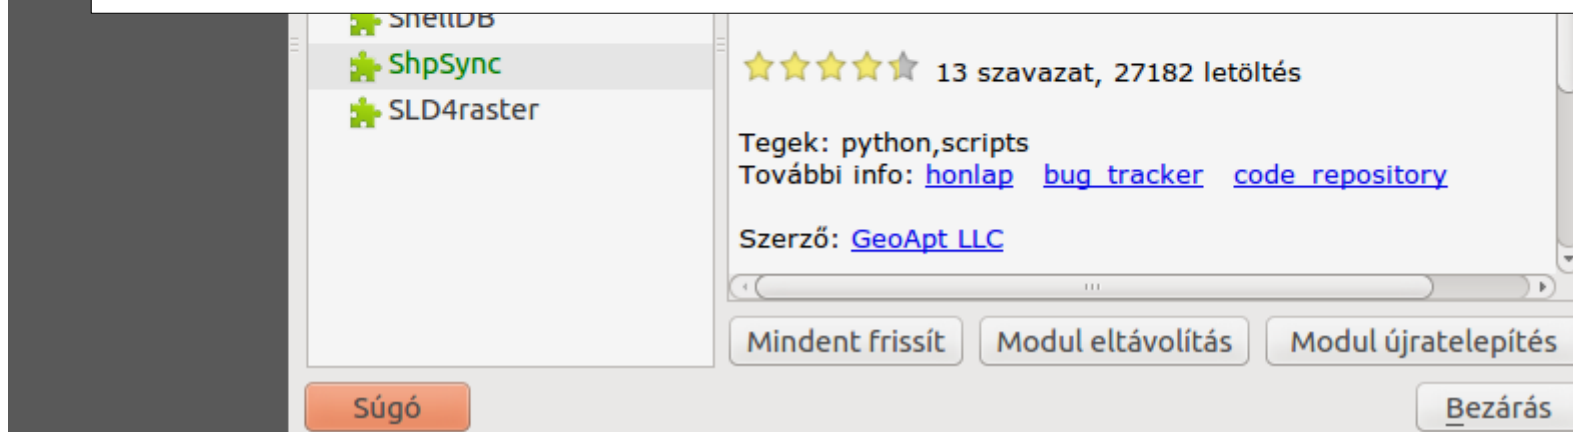 ShellDB
ShpSync
SLD4raster
13 szavazat, 27182 letöltés
Tegek: python,scripts
További info: honlap bug tracker code repository
Szerző: GeoApt LLC
Mindent frissít Modul eltávolítás Modul újratelepítés
Súgó Bezárás